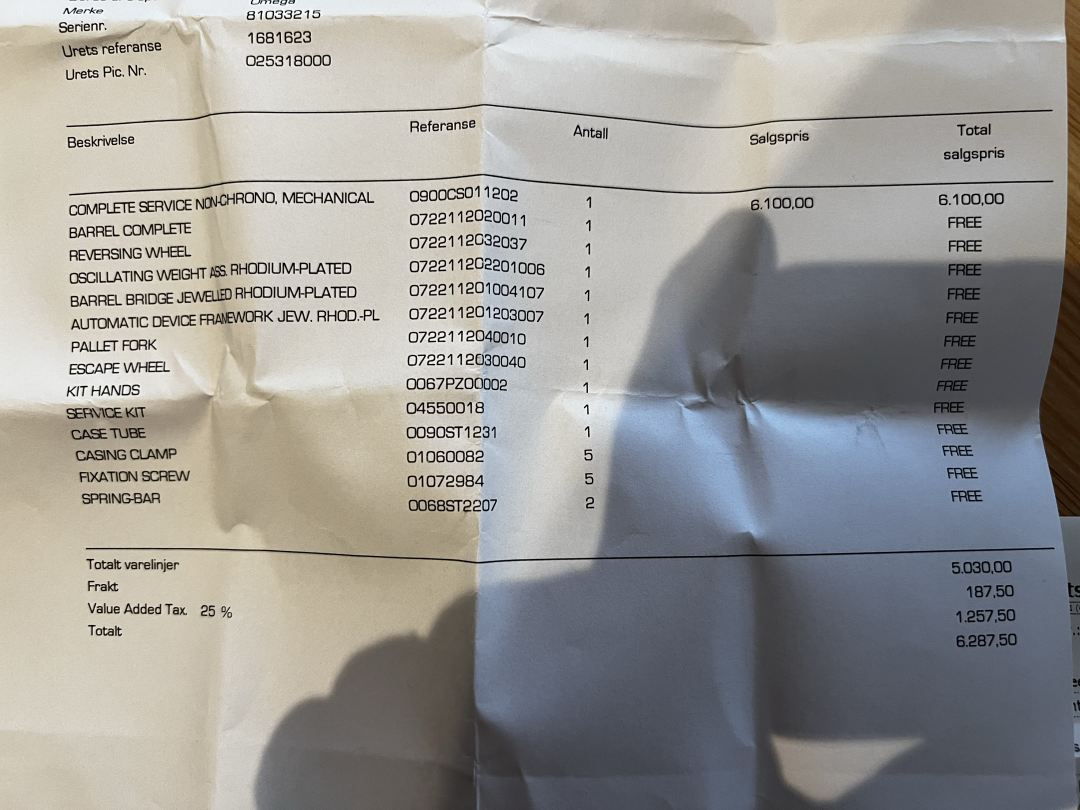 Merke Omega
Serienr. 81033215
Urets referanse 1681623
Urets Pic. Nr. 025318000
Beskrivelse Referanse Antall Salgspris Total salgspris
COMPLETE SERVICE NON-CHRONO, MECHANICAL 0900CS011202 1 6.100,00 6.100,00
BARREL COMPLETE 0722112020011 1 FREE
REVERSING WHEEL 0722112032037 1 FREE
OSCILLATING WEIGHT ASS. RHODIUM-PLATED 072211202201006 1 FREE
BARREL BRIDGE JEWELLED RHODIUM-PLATED 072211201004107 1 FREE
AUTOMATIC DEVICE FRAMEWORK JEW. RHOD.-PL 072211201203007 1 FREE
PALLET FORK 0722112040010 1 FREE
ESCAPE WHEEL 0722112030040 1 FREE
KIT HANDS 0067PZ00002 1 FREE
SERVICE KIT 04550018 1 FREE
CASE TUBE 0090ST1231 1 FREE
CASING CLAMP 01060082 5 FREE
FIXATION SCREW 01072984 5 FREE
SPRING-BAR 0068ST2207 2 FREE
Totalt varelinjer 5.030,00
Frakt 187,50
Value Added Tax. 25 % 1.257,50
Totalt 6.287,50